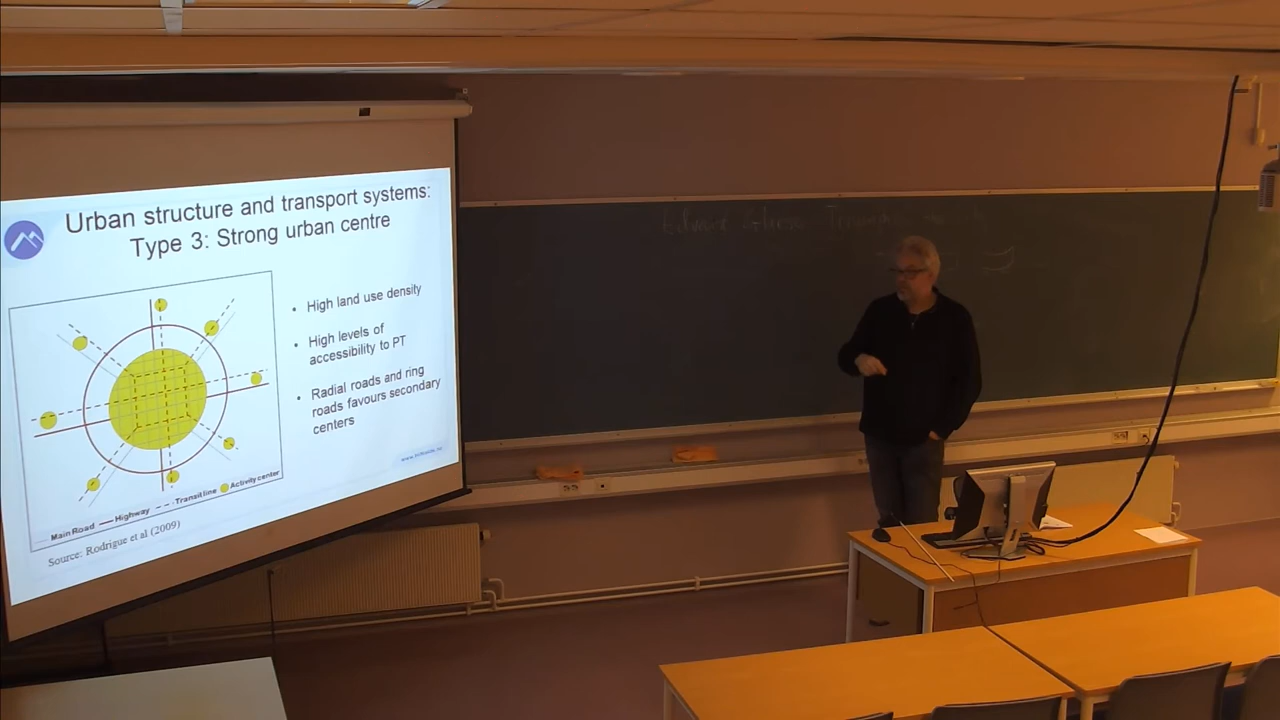 Urban structure and transport systems:
Type 3: Strong urban centre
• High land use density
• High levels of
accessibility to PT
• Radial roads and ring
roads favours secondary
centers
Main Road Highway Transit line Activity center
Source: Rodrigue et al (2009)